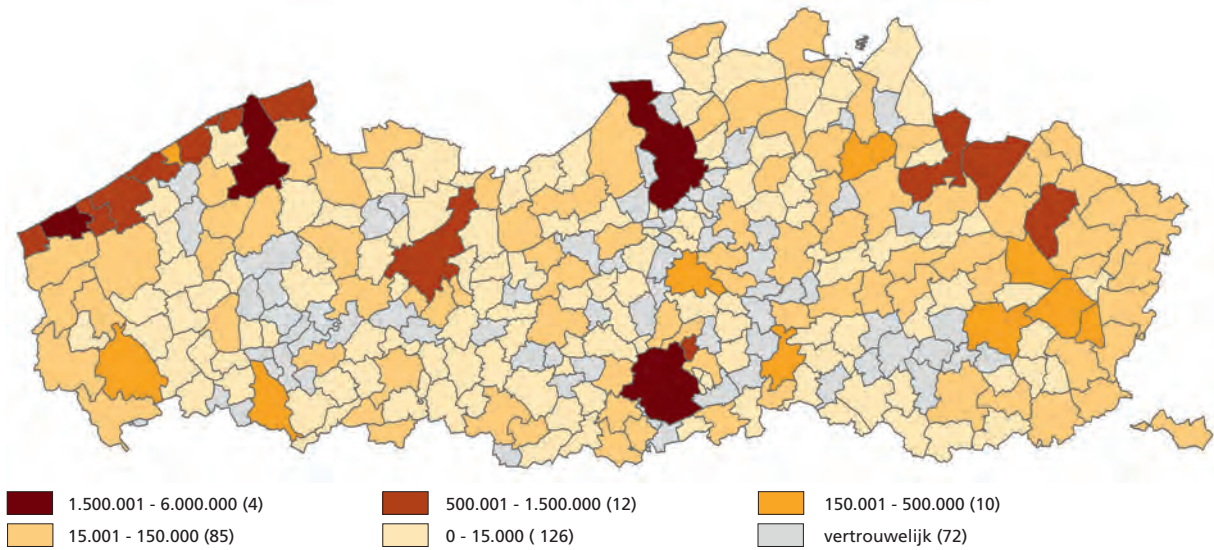 1.500.001 - 6.000.000 (4)
500.001 - 1.500.000 (12)
150.001 - 500.000 (10)
15.001 - 150.000 (85)
0 - 15.000 ( 126)
vertrouwelijk (72)